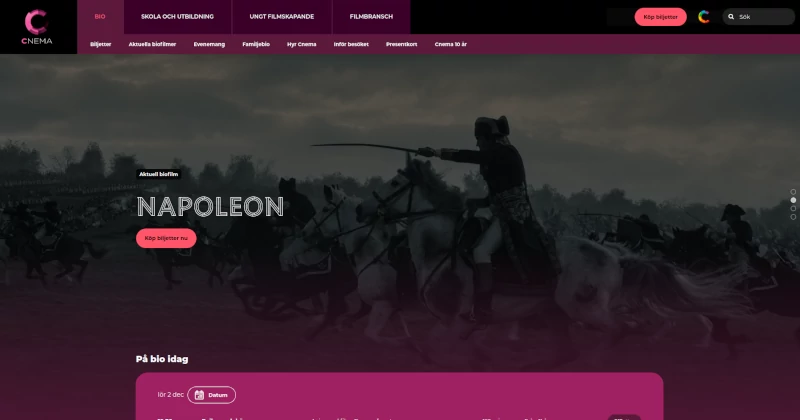 BIO
SKOLA OCH UTBILDNING
UNGT FILMSKAPANDE
FILMBRANSCH
Köp biljetter
Sök
CNEMA
Biljetter
Aktuella biofilmer
Evenemang
Familjebio
Hyr Cnema
Inför besöket
Presentkort
Cnema 10 år
Aktuell biofilm
NAPOLEON
Köp biljetter nu
På bio idag
lör 2 dec
Datum